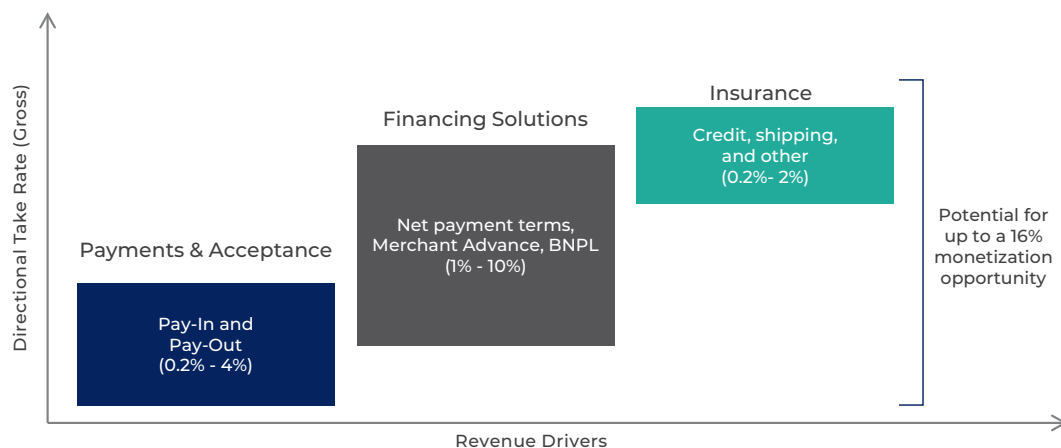 Directional Take Rate (Gross)
Payments & Acceptance
Pay-In and
Pay-Out
(0.2% - 4%)
Financing Solutions
Net payment terms,
Merchant Advance, BNPL
(1% - 10%)
Insurance
Credit, shipping,
and other
(0.2%- 2%)
Potential for
up to a 16%
monetization
opportunity
Revenue Drivers